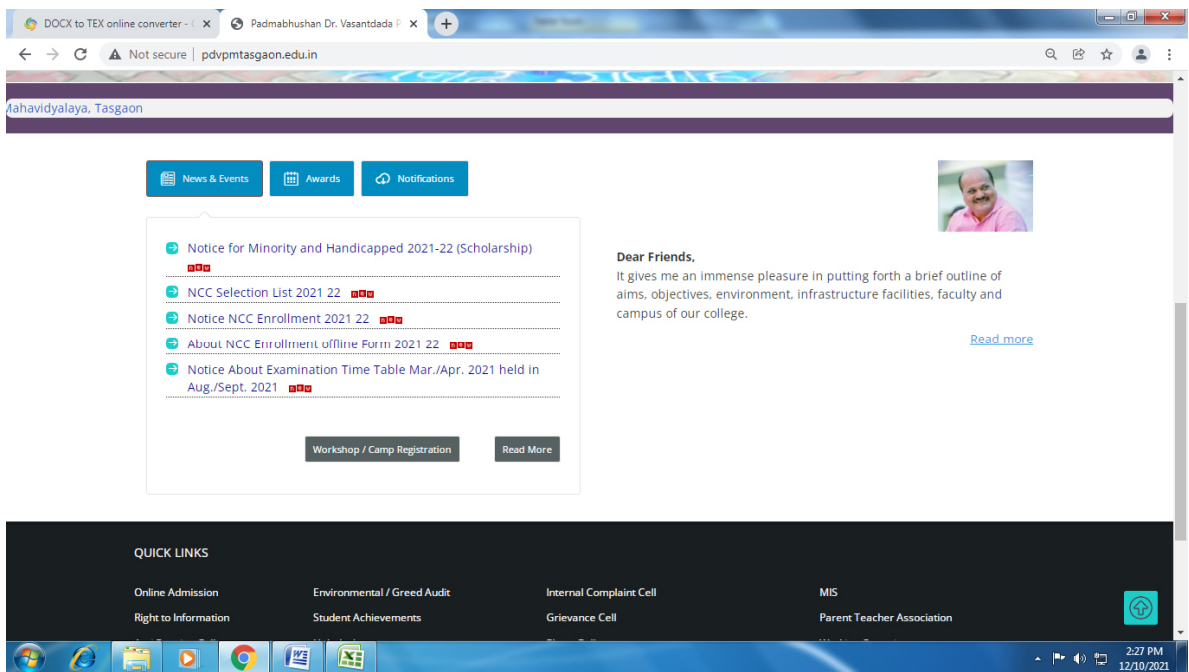 DOCX to TEX online converter - 
Padmabhushan Dr. Vasantdada P
Not secure | pdvpmtasgaon.edu.in
Mahavidyalaya, Tasgaon
News & Events
Awards
Notifications
Notice for Minority and Handicapped 2021-22 (Scholarship)
new
NCC Selection List 2021 22 new
Notice NCC Enrollment 2021 22 new
About NCC Enrollment offline Form 2021 22 new
Notice About Examination Time Table Mar./Apr. 2021 held in
Aug./Sept. 2021 new
Workshop / Camp Registration
Read More
Dear Friends,
It gives me an immense pleasure in putting forth a brief outline of
aims, objectives, environment, infrastructure facilities, faculty and
campus of our college.
Read more
QUICK LINKS
Online Admission
Environmental / Greed Audit
Internal Complaint Cell
MIS
Right to Information
Student Achievements
Grievance Cell
Parent Teacher Association
2:27 PM
12/10/2021